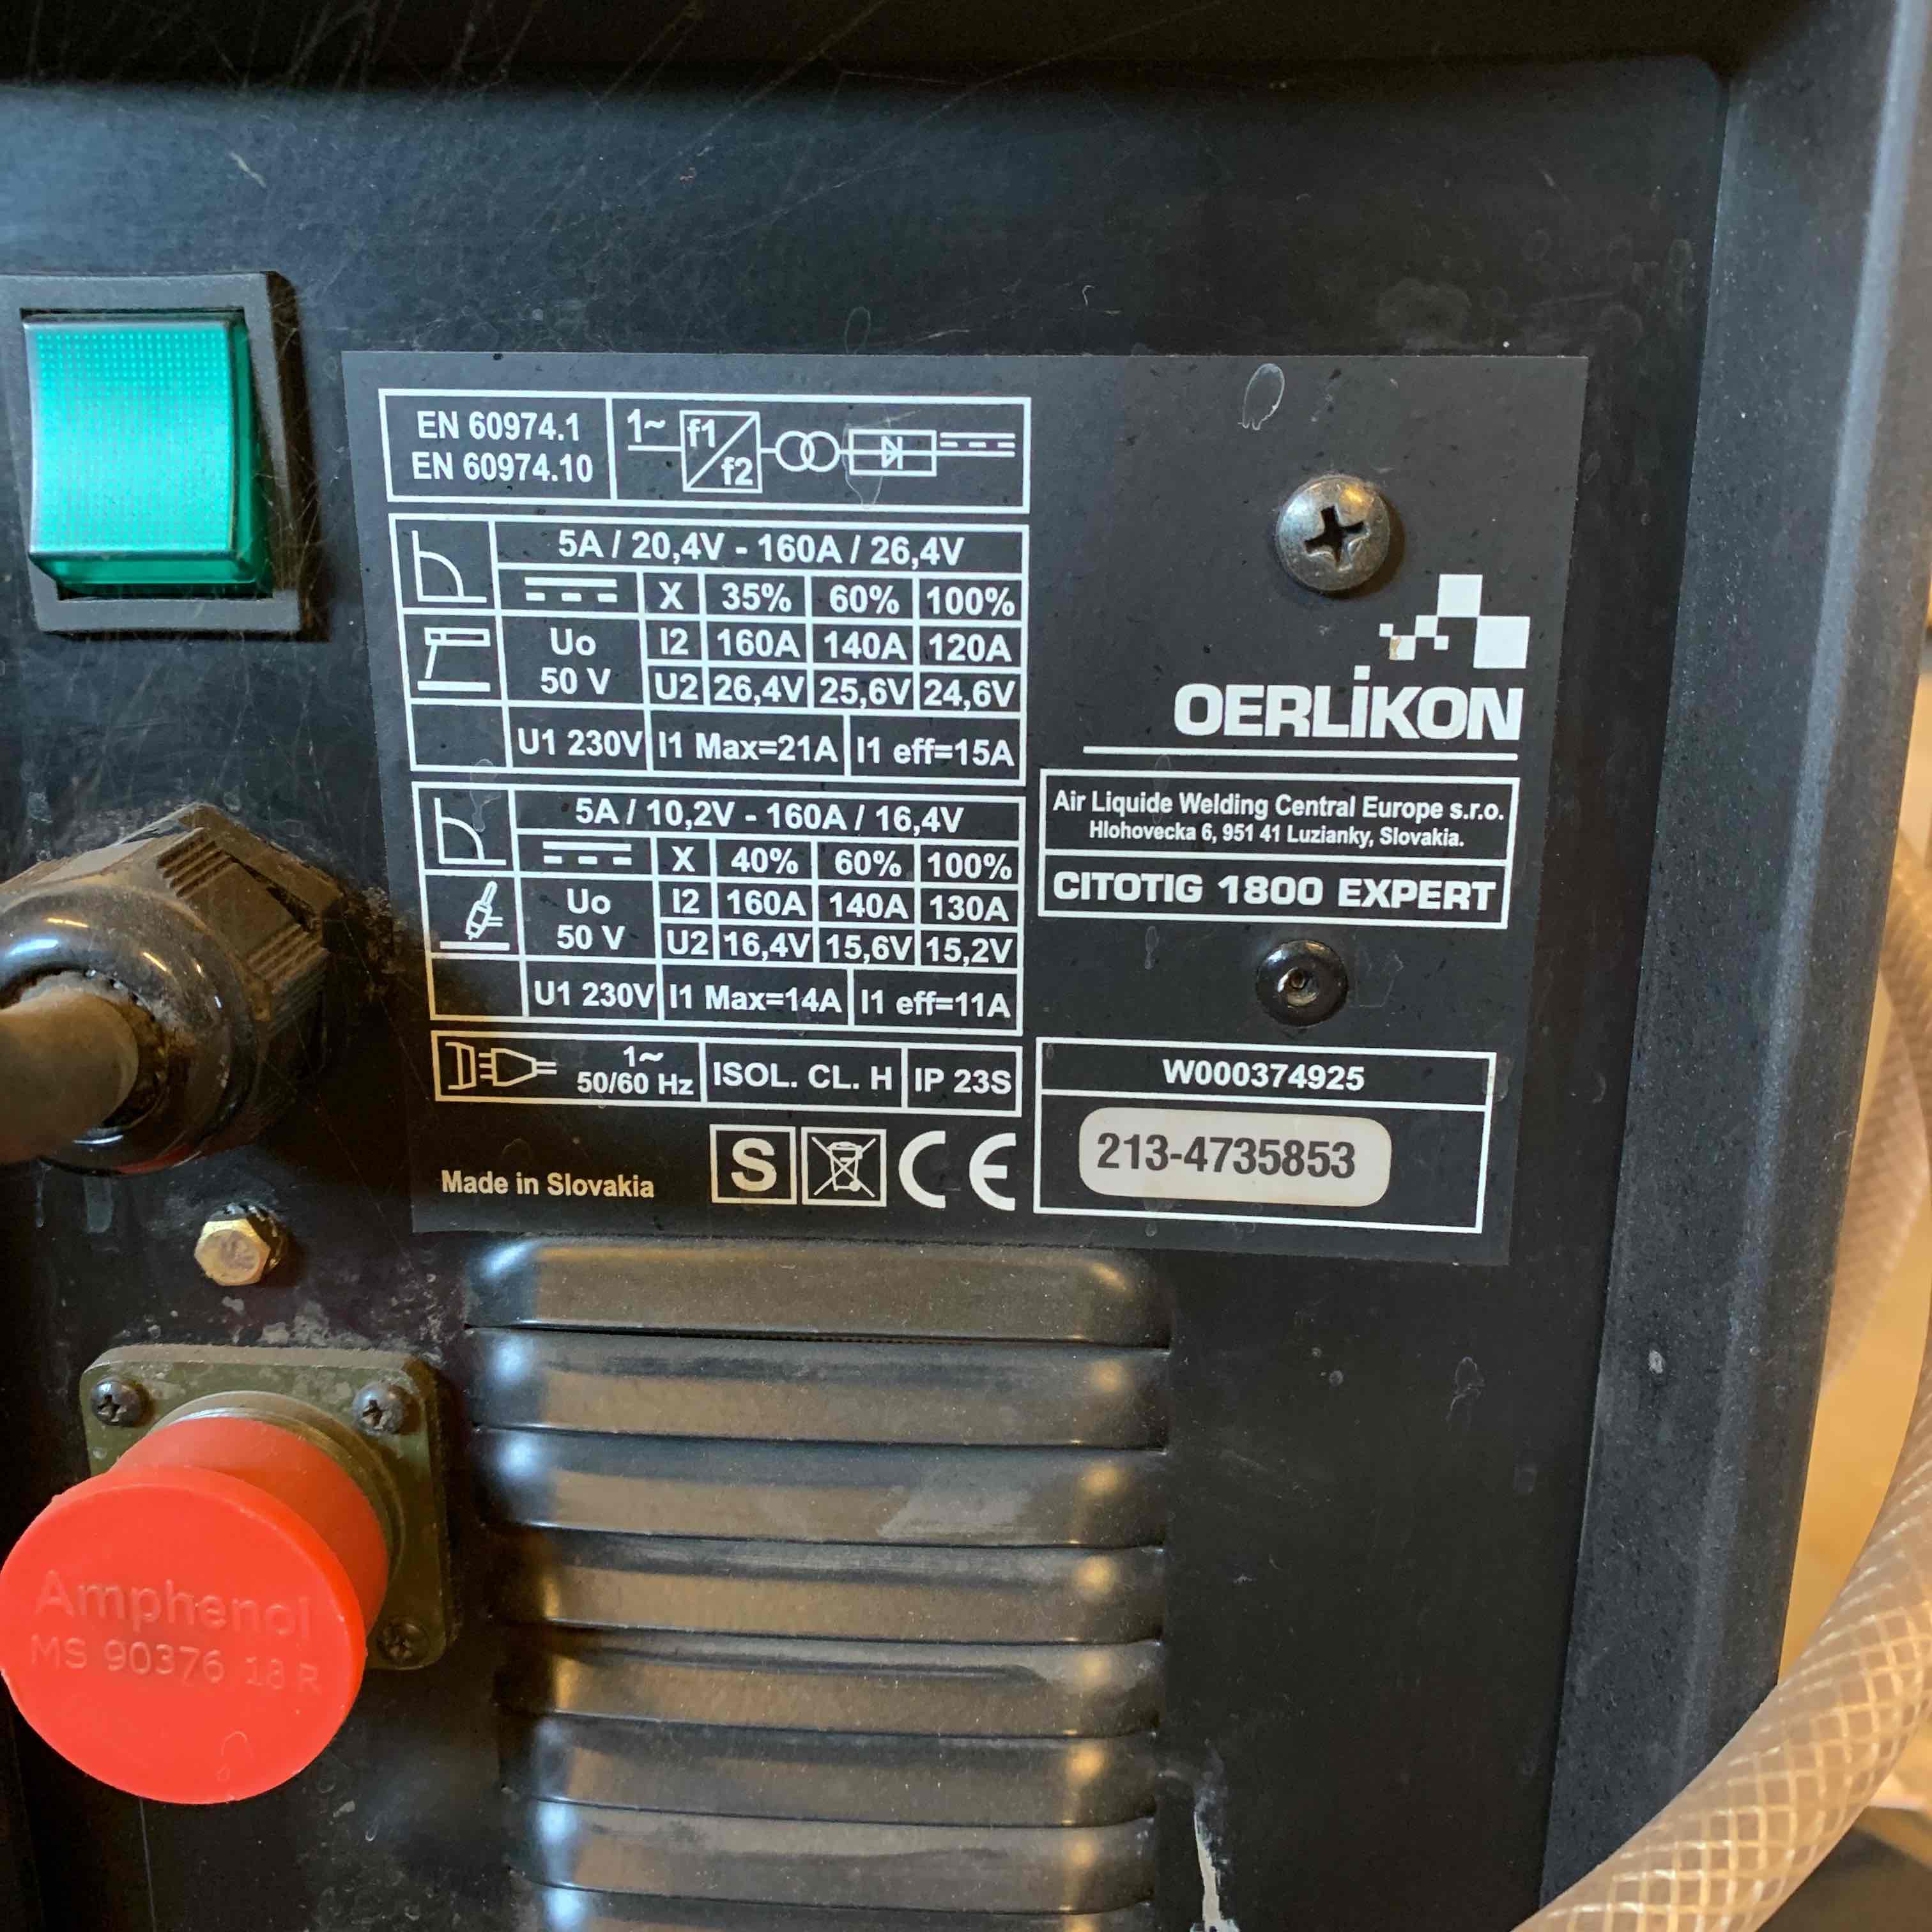 EN 60974.1
EN 60974.10
1~
f1
f2
5A / 20,4V - 160A / 26,4V
X 35% 60% 100%
Uo
50 V
I2 160A 140A 120A
U2 26,4V 25,6V 24,6V
U1 230V I1 Max=21A I1 eff=15A
5A / 10,2V - 160A / 16,4V
X 40% 60% 100%
Uo
50 V
I2 160A 140A 130A
U2 16,4V 15,6V 15,2V
U1 230V I1 Max=14A I1 eff=11A
1~
50/60 Hz ISOL. CL. H IP 23S
Made in Slovakia
S
CE
OERLiKON
Air Liquide Welding Central Europe s.r.o.
Hlohovecka 6, 951 41 Luzianky, Slovakia.
CITOTIG 1800 EXPERT
W000374925
213-4735853
Amphenol
MS 90376 18 R